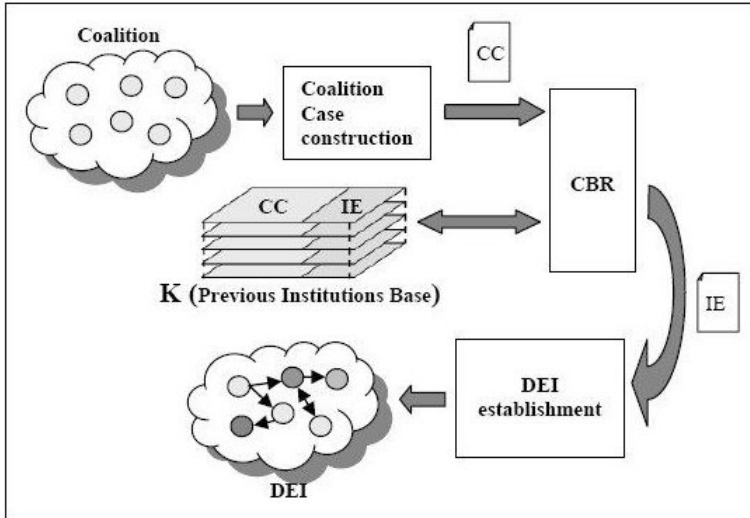 Coalition
CC
Coalition
Case
construction
CBR
CC IE
K (Previous Institutions Base)
IE
DEI
establishment
DEI